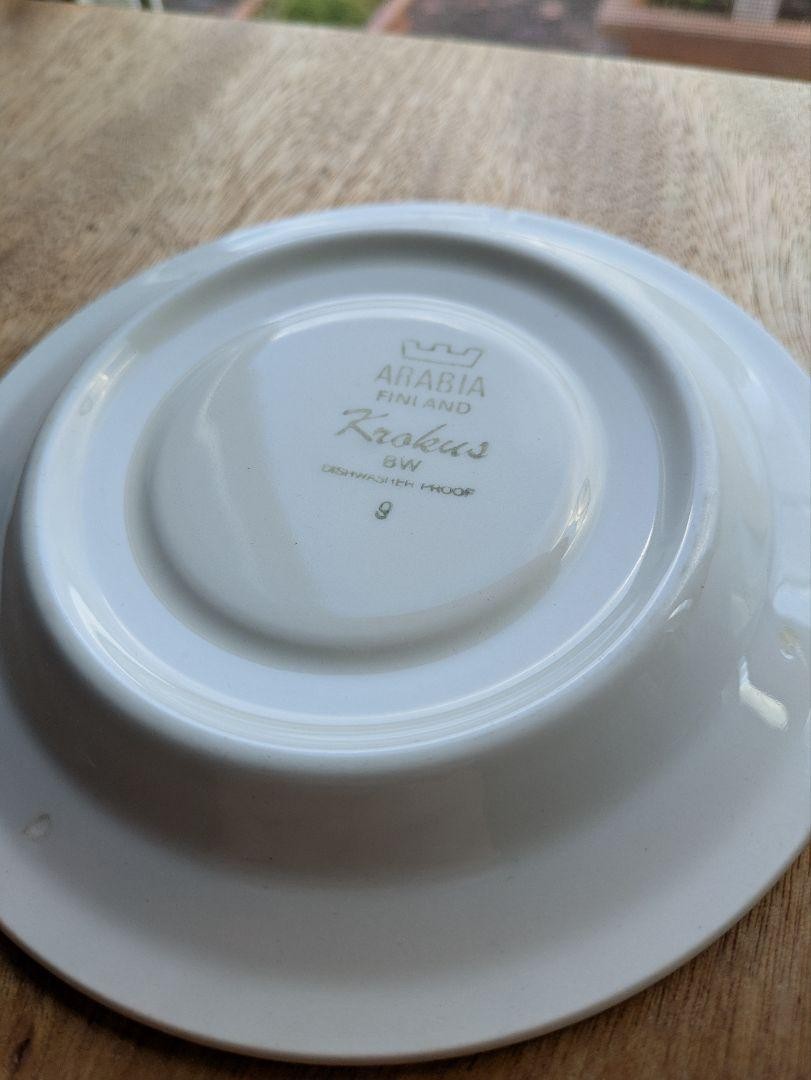 ARABIA
FINLAND
Krokus
BW
DISHWASHER PROOF
9